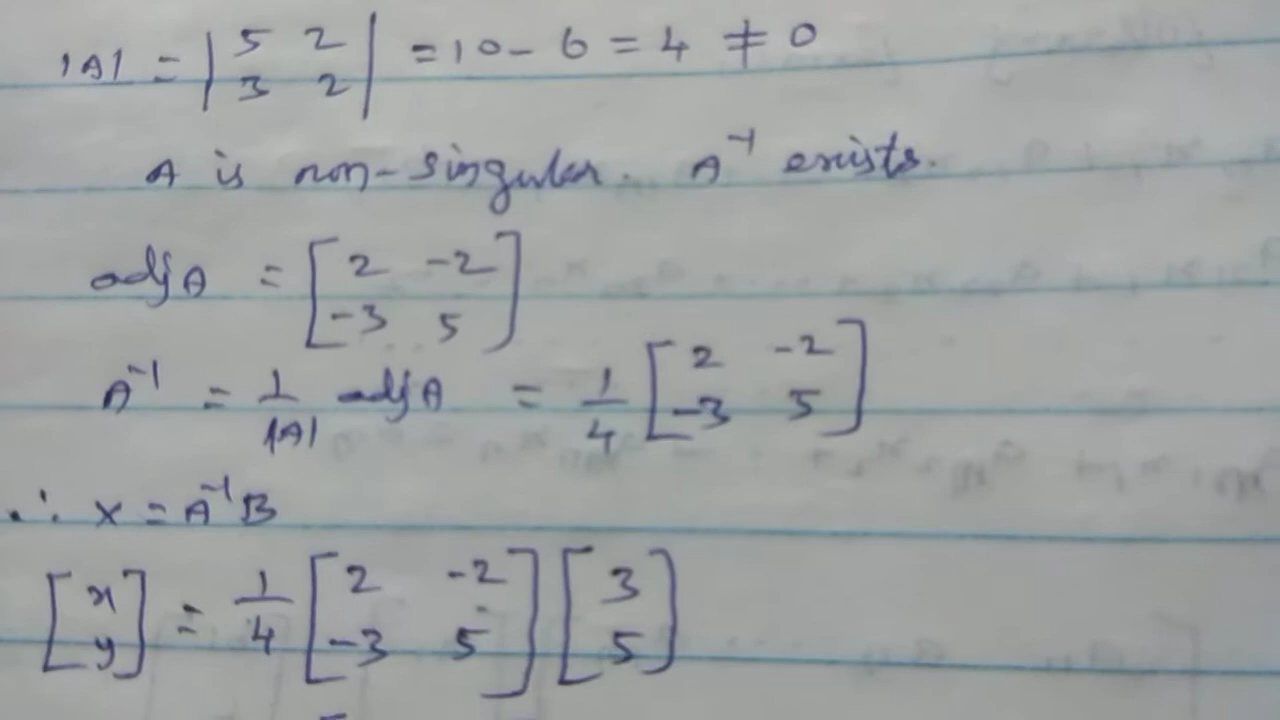 |A| = | 5 2 | = 10 - 6 = 4 ≠ 0
| 3 2 |
A is non-singular. A⁻¹ exists.
adj A = [ 2 -2 ]
[ -3 5 ]
A⁻¹ = 1/|A| adj A = 1/4 [ 2 -2 ]
[ -3 5 ]
∴ X = A⁻¹B
[ x ] = 1/4 [ 2 -2 ] [ 3 ]
[ y ] [ -3 5 ] [ 5 ]